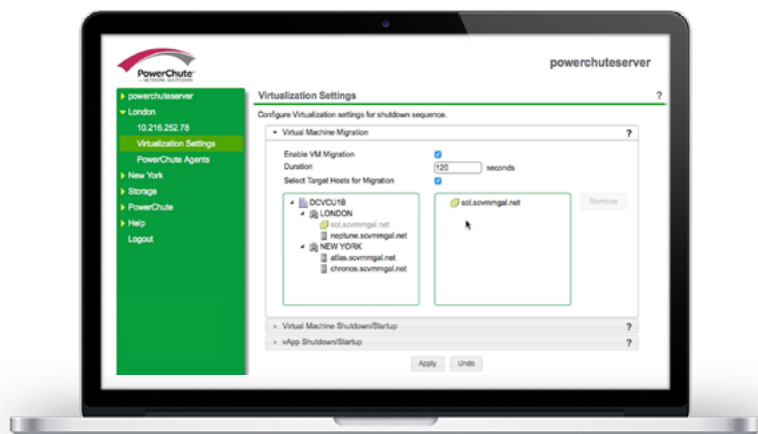 PowerChute
NETWORK SHUTDOWN
powerchuteserver
powerchuteserver
London
10.216.252.78
Virtualization Settings
PowerChute Agents
New York
Storage
PowerChute
Help
Logout
Virtualization Settings ?
Configure Virtualization settings for shutdown sequence.
Virtual Machine Migration ?
Enable VM Migration
Duration 120 seconds
Select Target Hosts for Migration
DCVCU1B
LONDON
sol.scvmmgal.net
neptune.scvmmgal.net
NEW YORK
atlas.scvmmgal.net
chronos.scvmmgal.net
sol.scvmmgal.net
Remove
Virtual Machine Shutdown/Startup ?
vApp Shutdown/Startup ?
Apply Undo